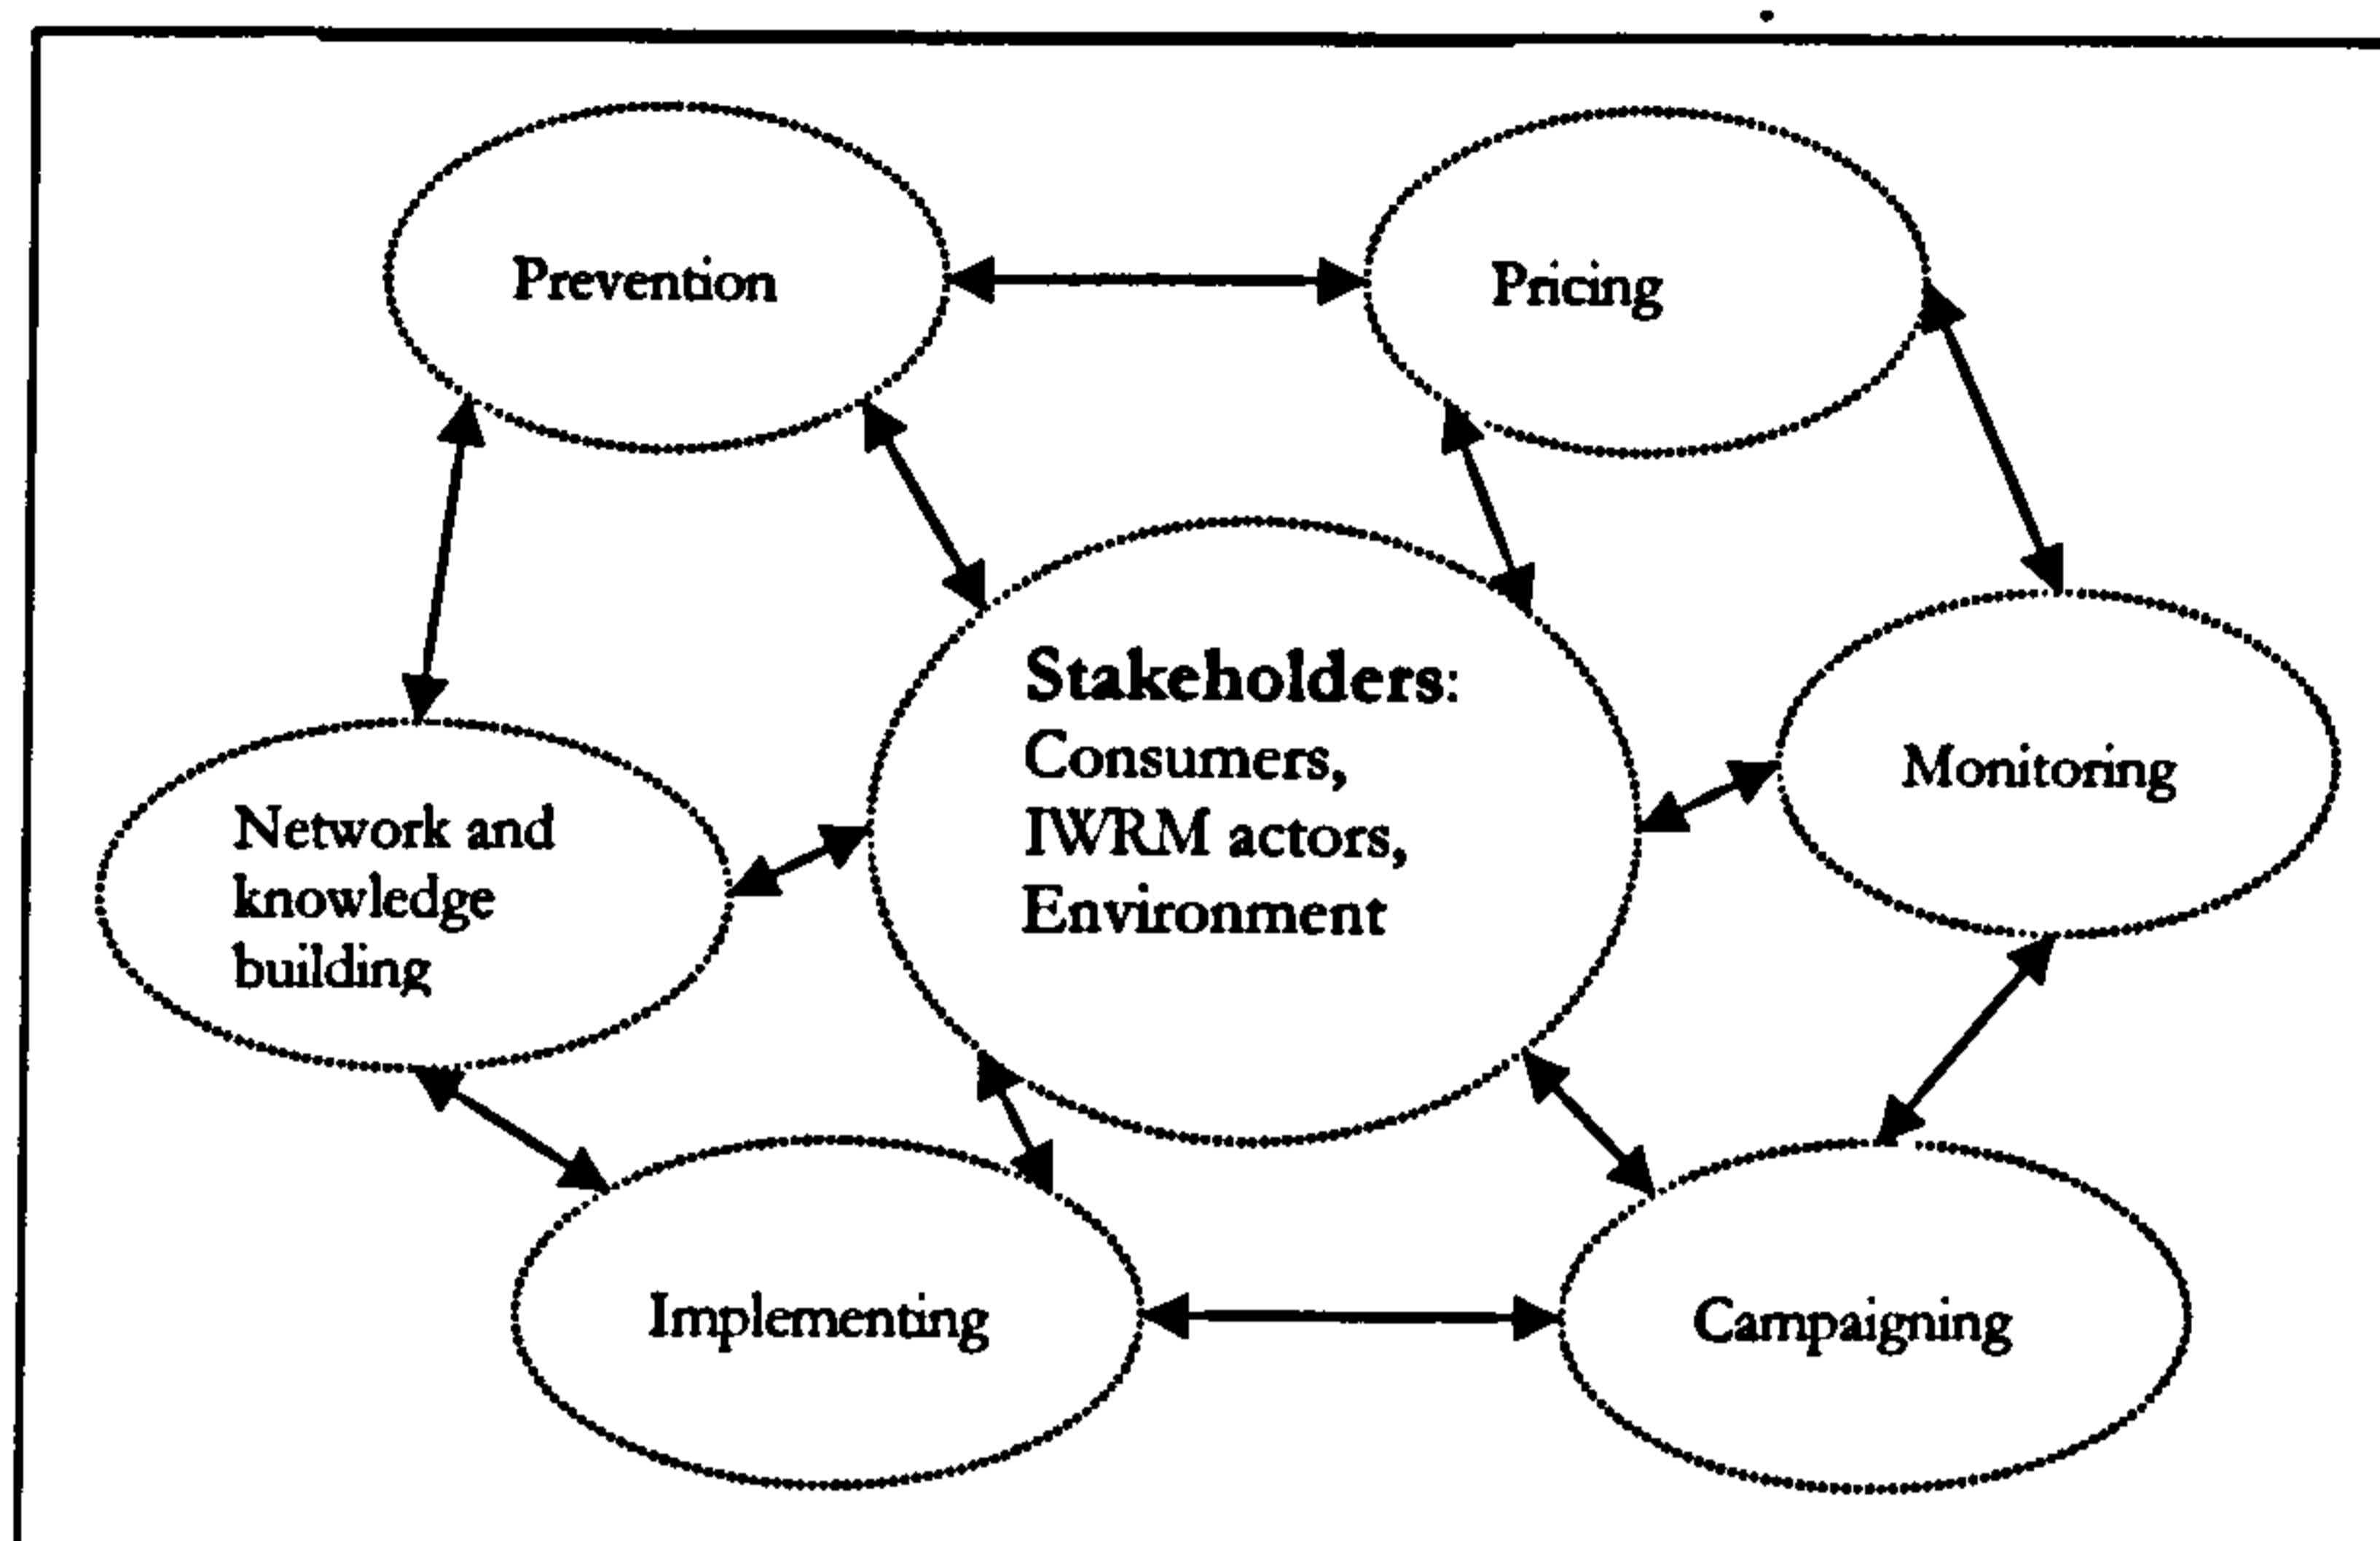 Prevention
Pricing
Stakeholders:
Consumers,
IWRM actors,
Environment
Monitoring
Network and
knowledge
building
Implementing
Campaigning